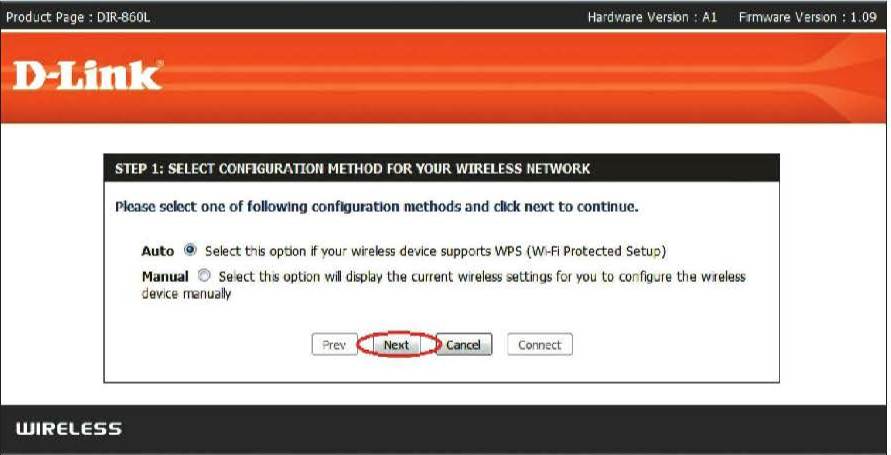 Product Page : DIR-860L Hardware Version : A1 Firmware Version : 1.09
D-Link
STEP 1: SELECT CONFIGURATION METHOD FOR YOUR WIRELESS NETWORK
Please select one of following configuration methods and click next to continue.
Auto Select this option if your wireless device supports WPS (Wi-Fi Protected Setup)
Manual Select this option will display the current wireless settings for you to configure the wireless
device manually
Prev Next Cancel Connect
WIRELESS